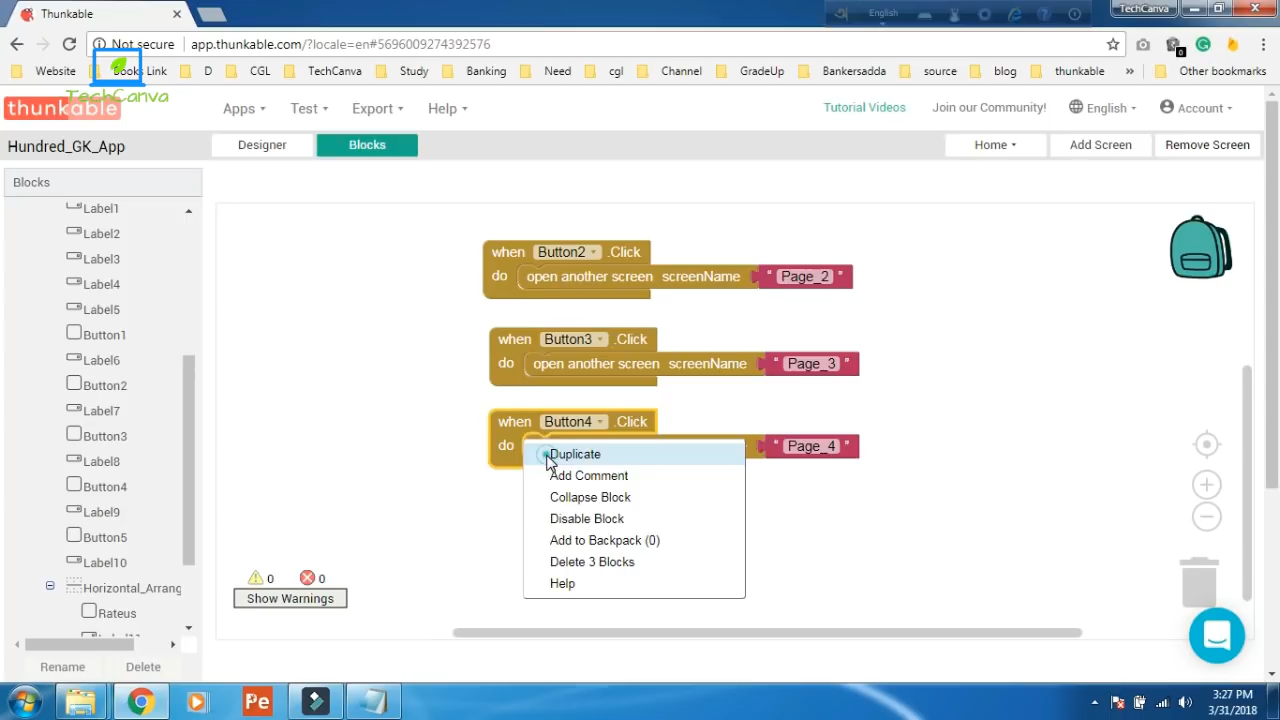 Thunkable
English
TechCanva
Not secure
app.thunkable.com/?locale=en#5696009274392576
Website
Books Link
D
CGL
TechCanva
Study
Banking
Need
cgl
Channel
GradeUp
Bankersadda
source
blog
thunkable
»
Other bookmarks
TechCanva
thunkable
Apps
Test
Export
Help
Tutorial Videos
Join our Community!
English
Account
Hundred_GK_App
Designer
Blocks
Home
Add Screen
Remove Screen
Blocks
Label1
Label2
Label3
Label4
Label5
Button1
Label6
Button2
Label7
Button3
Label8
Button4
Label9
Button5
Label10
Horizontal_Arrang
Rateus
Rename
Delete
when Button2 .Click
do open another screen screenName " Page_2 "
when Button3 .Click
do open another screen screenName " Page_3 "
when Button4 .Click
do " Page_4 "
Duplicate
Add Comment
Collapse Block
Disable Block
Add to Backpack (0)
Delete 3 Blocks
Help
0 0
Show Warnings
Pe
3:27 PM
3/31/2018